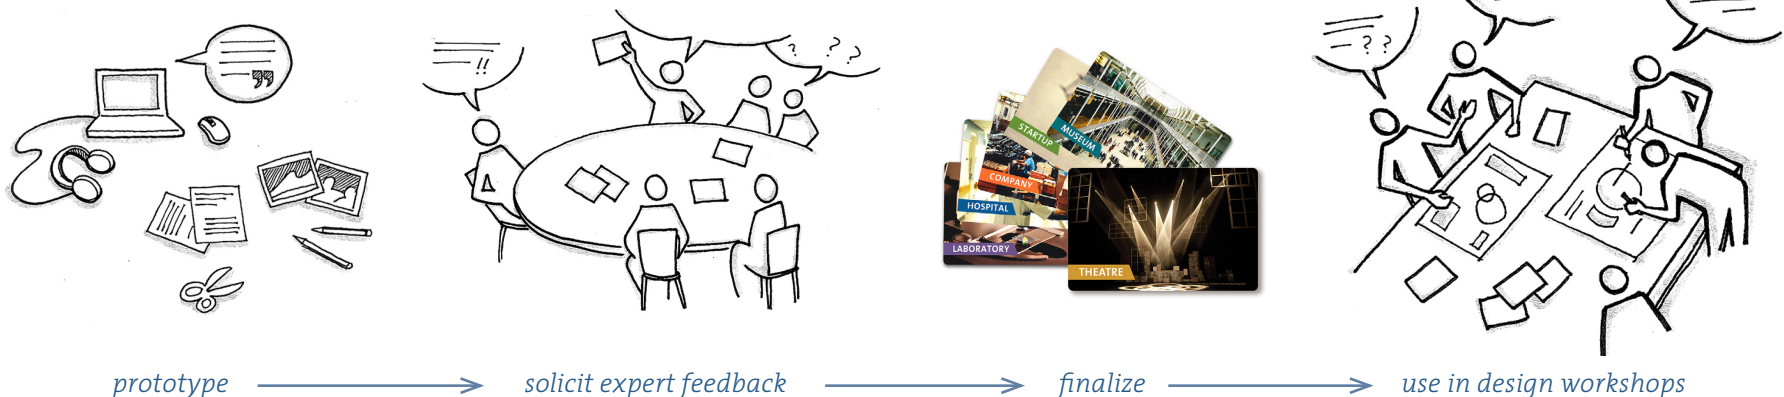 !!
? ? ?
STARTUP
MUSEUM
COMPANY
HOSPITAL
LABORATORY
THEATRE
? ?
prototype
solicit expert feedback
finalize
use in design workshops